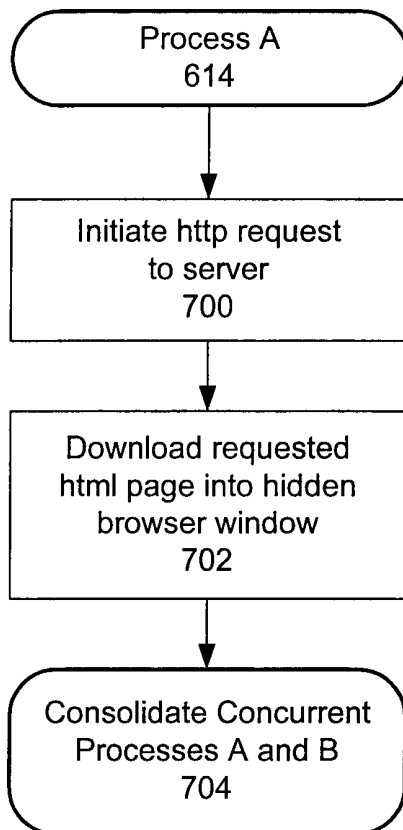 Process A
614
Initiate http request
to server
700
Download requested
html page into hidden
browser window
702
Consolidate Concurrent
Processes A and B
704